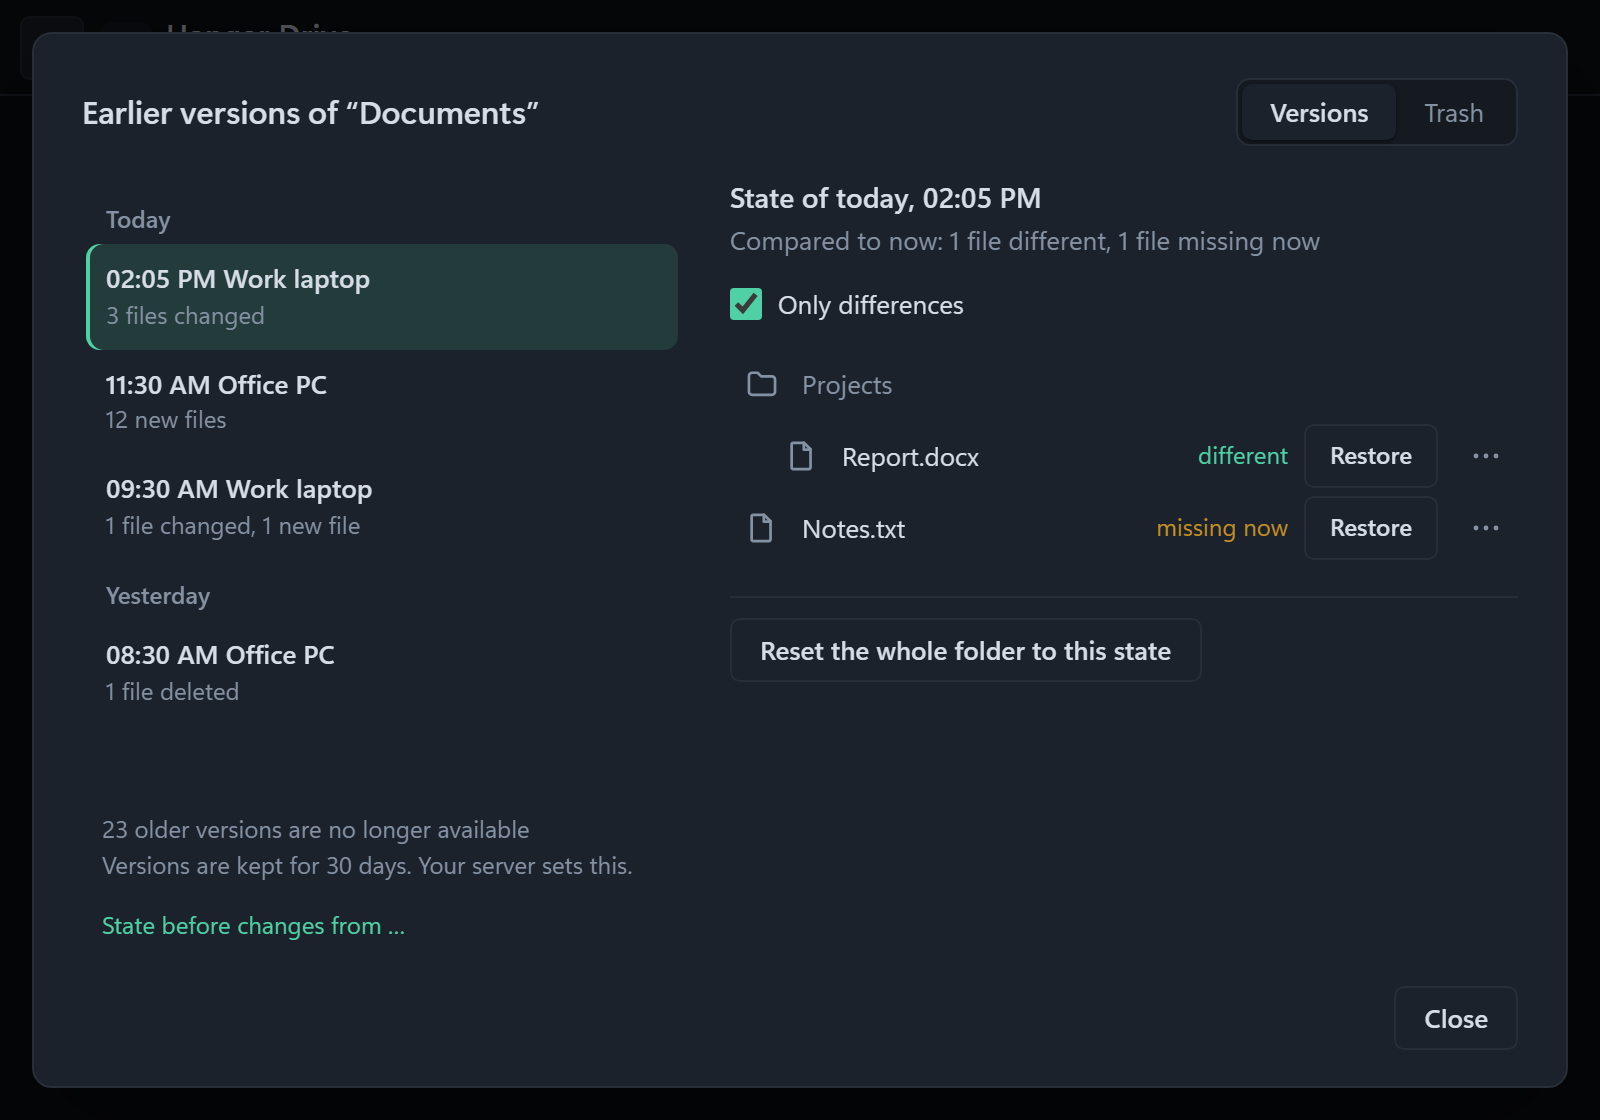 Earlier versions of “Documents”
Versions
Trash
Today
02:05 PM Work laptop
3 files changed
11:30 AM Office PC
12 new files
09:30 AM Work laptop
1 file changed, 1 new file
Yesterday
08:30 AM Office PC
1 file deleted
23 older versions are no longer available
Versions are kept for 30 days. Your server sets this.
State before changes from ...
State of today, 02:05 PM
Compared to now: 1 file different, 1 file missing now
Only differences
Projects
Report.docx different Restore
Notes.txt missing now Restore
Reset the whole folder to this state
Close